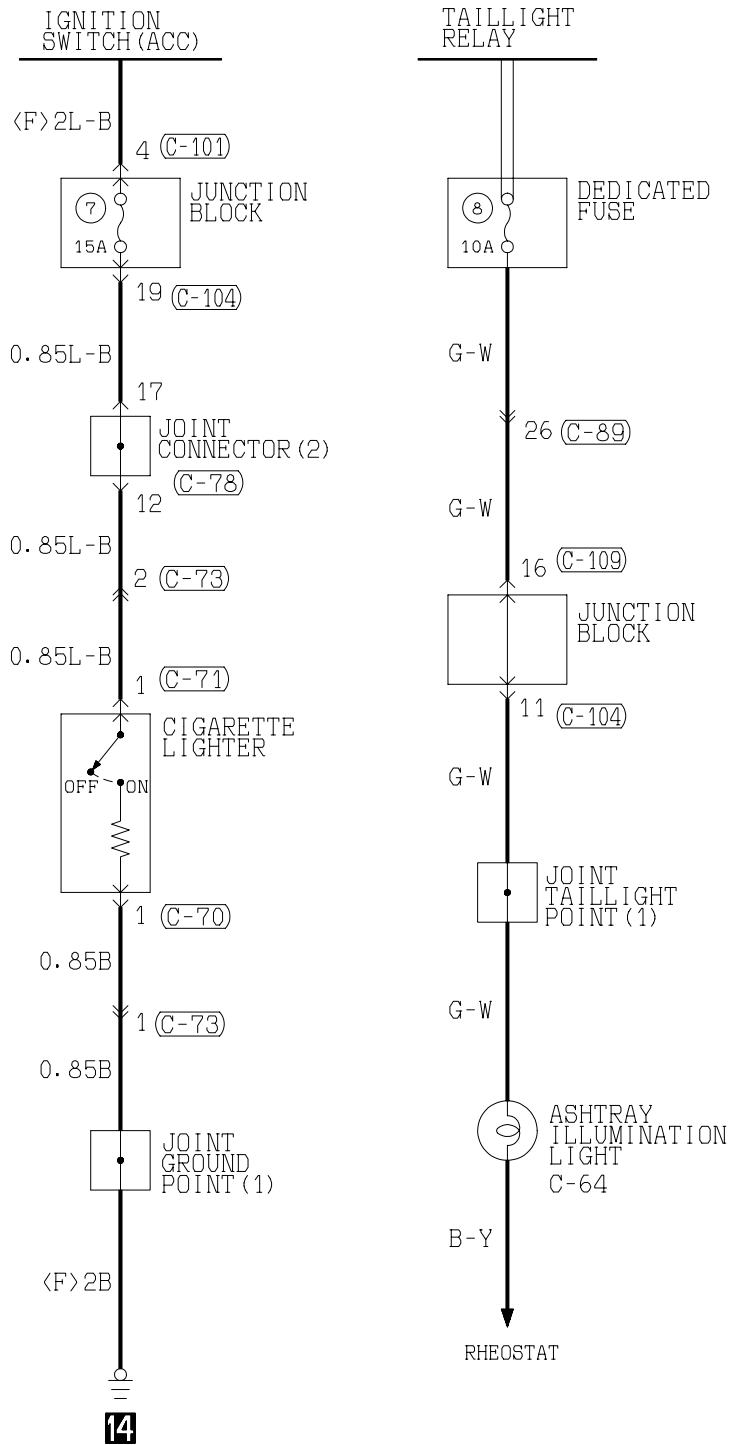 IGNITION
SWITCH(ACC)
<F>2L-B
4 (C-101)
7
15A
JUNCTION
BLOCK
19 (C-104)
0.85L-B
17
JOINT
CONNECTOR(2)
(C-78)
12
0.85L-B
2 (C-73)
0.85L-B
1 (C-71)
CIGARETTE
LIGHTER
OFF ON
1 (C-70)
0.85B
1 (C-73)
0.85B
JOINT
GROUND
POINT(1)
<F>2B
14
TAILLIGHT
RELAY
8
10A
DEDICATED
FUSE
G-W
26 (C-89)
G-W
16 (C-109)
JUNCTION
BLOCK
11 (C-104)
G-W
JOINT
TAILLIGHT
POINT(1)
G-W
ASHTRAY
ILLUMINATION
LIGHT
C-64
B-Y
RHEOSTAT